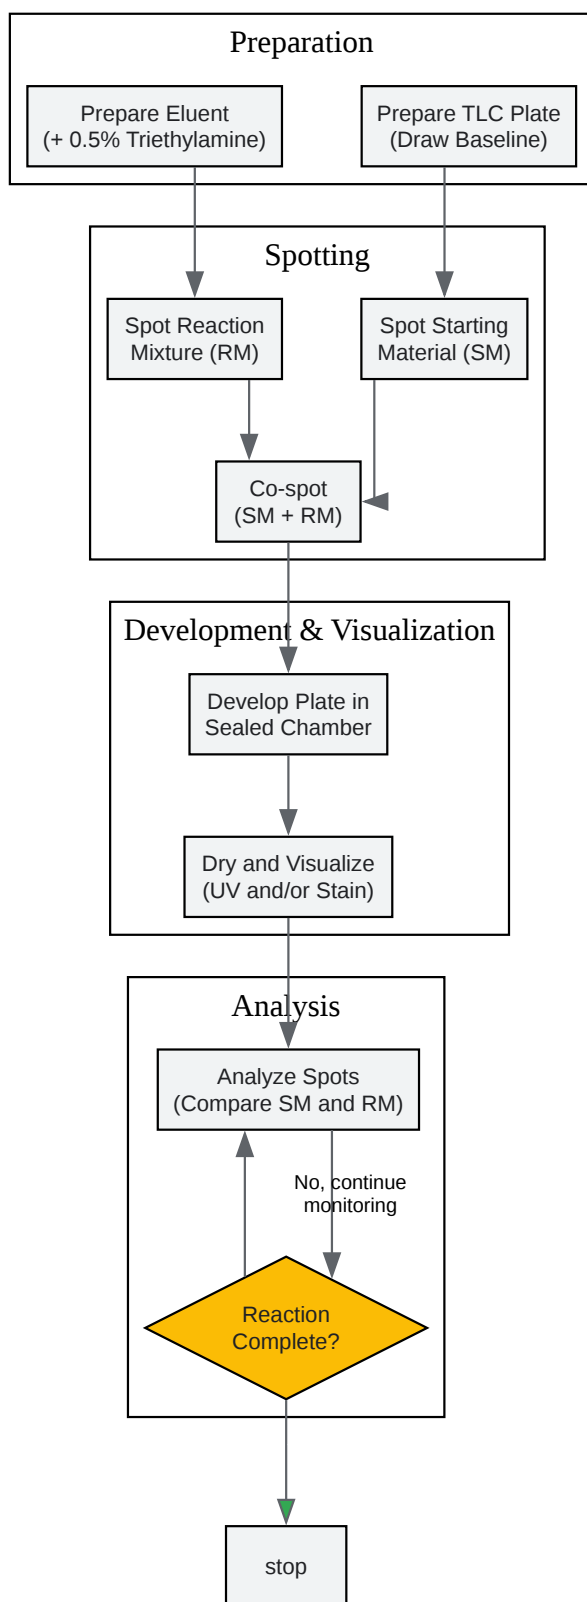 Preparation
Prepare Eluent
(+ 0.5% Triethylamine)
Prepare TLC Plate
(Draw Baseline)
Spotting
Spot Reaction
Mixture (RM)
Spot Starting
Material (SM)
Co-spot
(SM + RM)
Development & Visualization
Develop Plate in
Sealed Chamber
Dry and Visualize
(UV and/or Stain)
Analysis
Analyze Spots
(Compare SM and RM)
No, continue
monitoring
Reaction
Complete?
stop